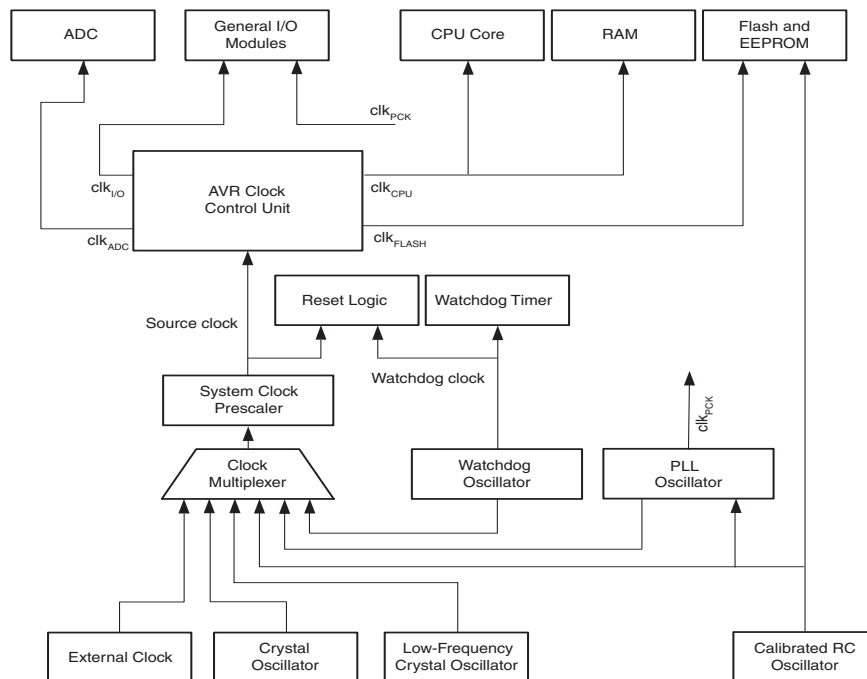 ADC
General I/O
Modules
CPU Core
RAM
Flash and
EEPROM
clkPCK
clkI/O
AVR Clock
Control Unit
clkCPU
clkADC
clkFLASH
Source clock
Reset Logic
Watchdog Timer
Watchdog clock
System Clock
Prescaler
clkPCK
Clock
Multiplexer
Watchdog
Oscillator
PLL
Oscillator
External Clock
Crystal
Oscillator
Low-Frequency
Crystal Oscillator
Calibrated RC
Oscillator